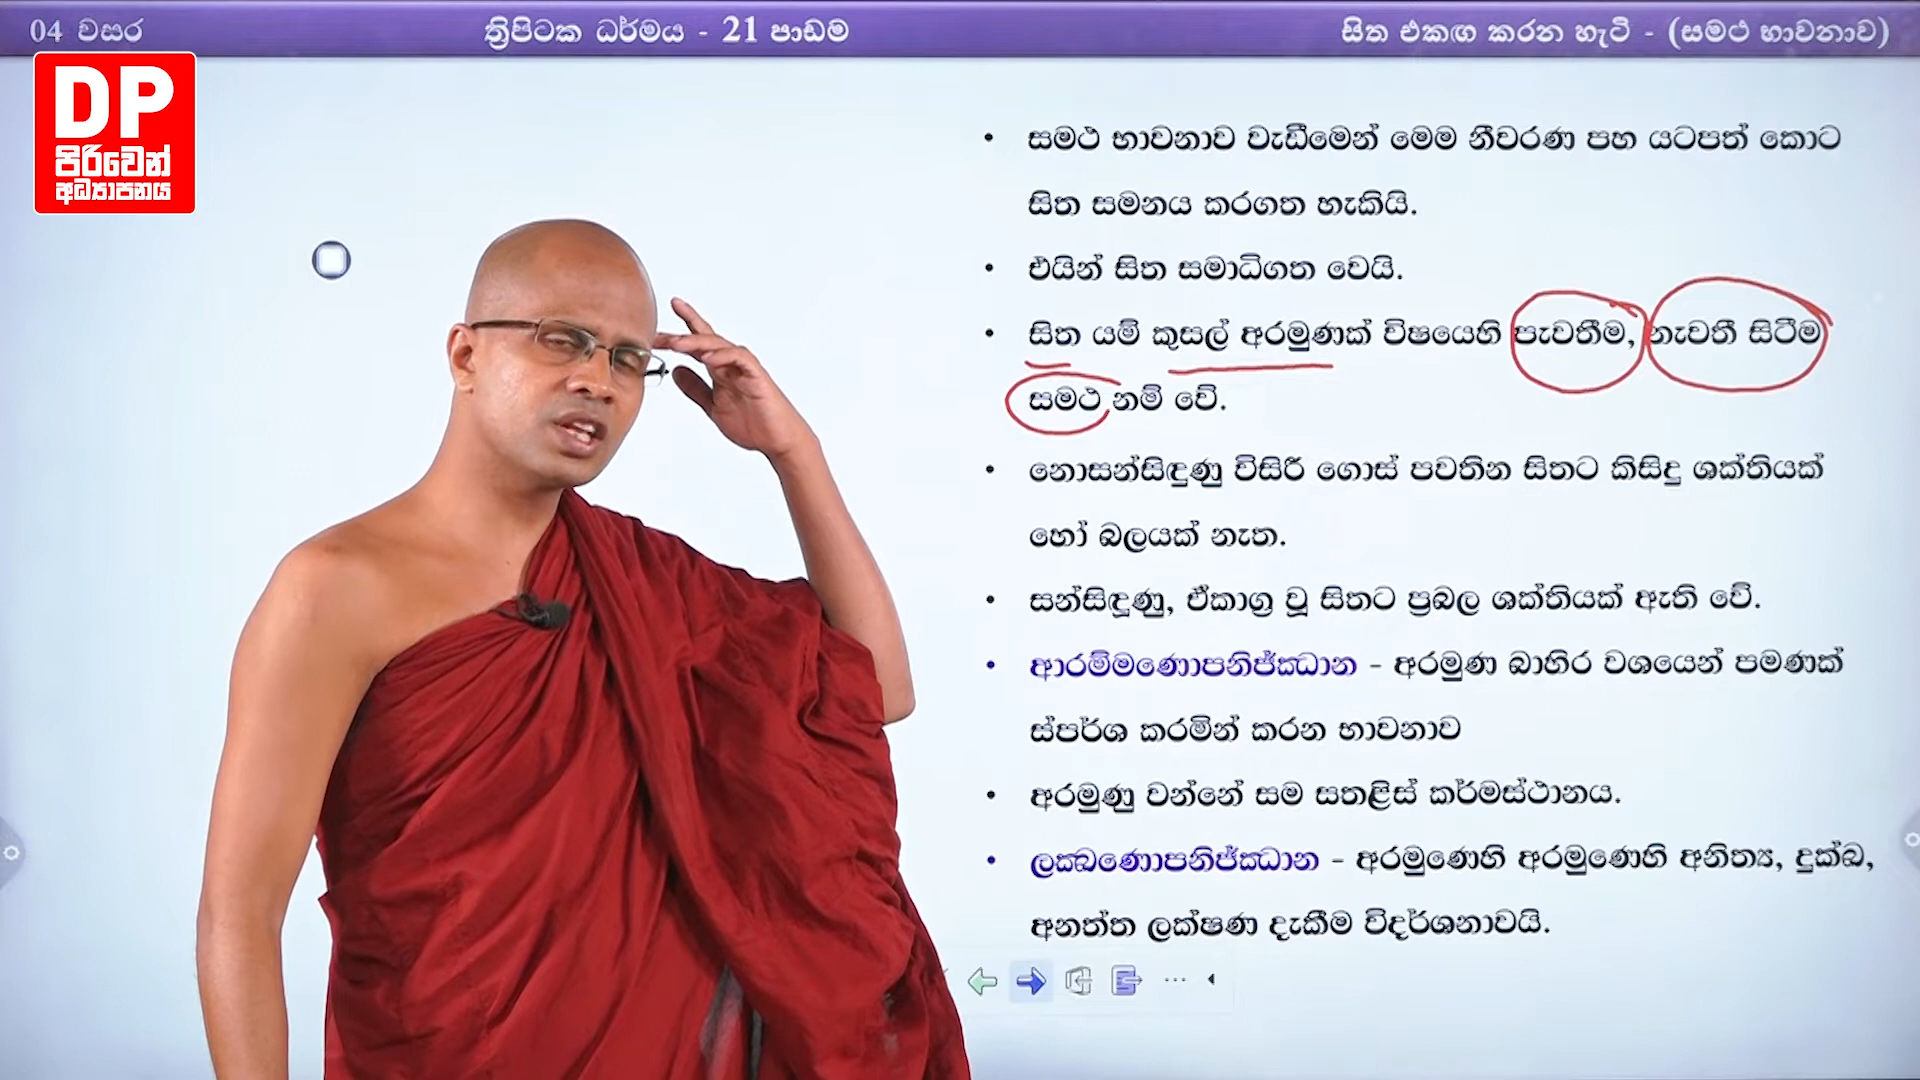 04 වසර
ත්‍රිපිටක ධර්මය - 21 පාඩම
සිත එකඟ කරන හැටි - (සමථ භාවනාව)
DP
පිරිවෙන්
අධ්‍යාපනය
• සමථ භාවනාව වැඩීමෙන් මෙම නීවරණ පහ යටපත් කොට
සිත සමනය කරගත හැකියි.
• එයින් සිත සමාධිගත වෙයි.
• සිත යම් කුසල් අරමුණක් විෂයෙහි පැවතීම, නැවතී සිටීම
සමථ නම් වේ.
• නොසන්සිඳුණු විසිරී ගොස් පවතින සිතට කිසිදු ශක්තියක්
හෝ බලයක් නැත.
• සන්සිඳුණු, ඒකාග්‍ර වූ සිතට ප්‍රබල ශක්තියක් ඇති වේ.
• ආරම්මණොපනිජ්ඣාන - අරමුණ බාහිර වශයෙන් පමණක්
ස්පර්ශ කරමින් කරන භාවනාව
• අරමුණු වන්නේ සම සතළිස් කර්මස්ථානය.
• ලක්ඛණොපනිජ්ඣාන - අරමුණෙහි අරමුණෙහි අනිත්‍ය, දුක්ඛ,
අනත්ත ලක්ෂණ දැකීම විදර්ශනාවයි.